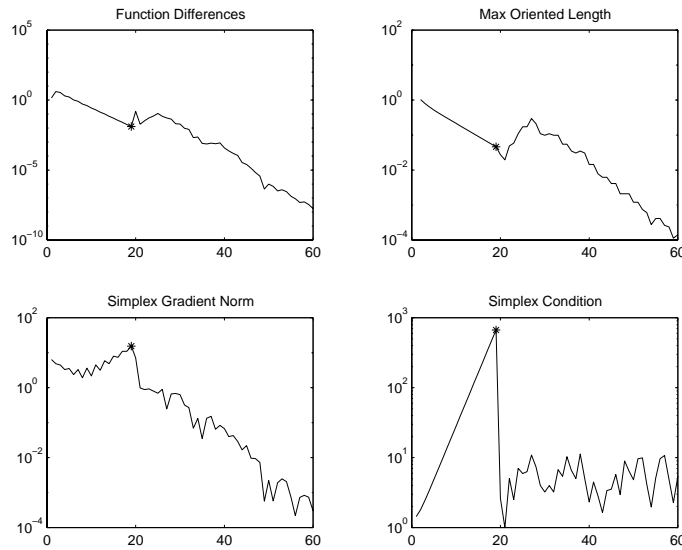 Function Differences
10^5
10^0
10^−5
10^−10
0 20 40 60
Max Oriented Length
10^2
10^0
10^−2
10^−4
0 20 40 60
Simplex Gradient Norm
10^2
10^0
10^−2
10^−4
0 20 40 60
Simplex Condition
10^3
10^2
10^1
10^0
0 20 40 60